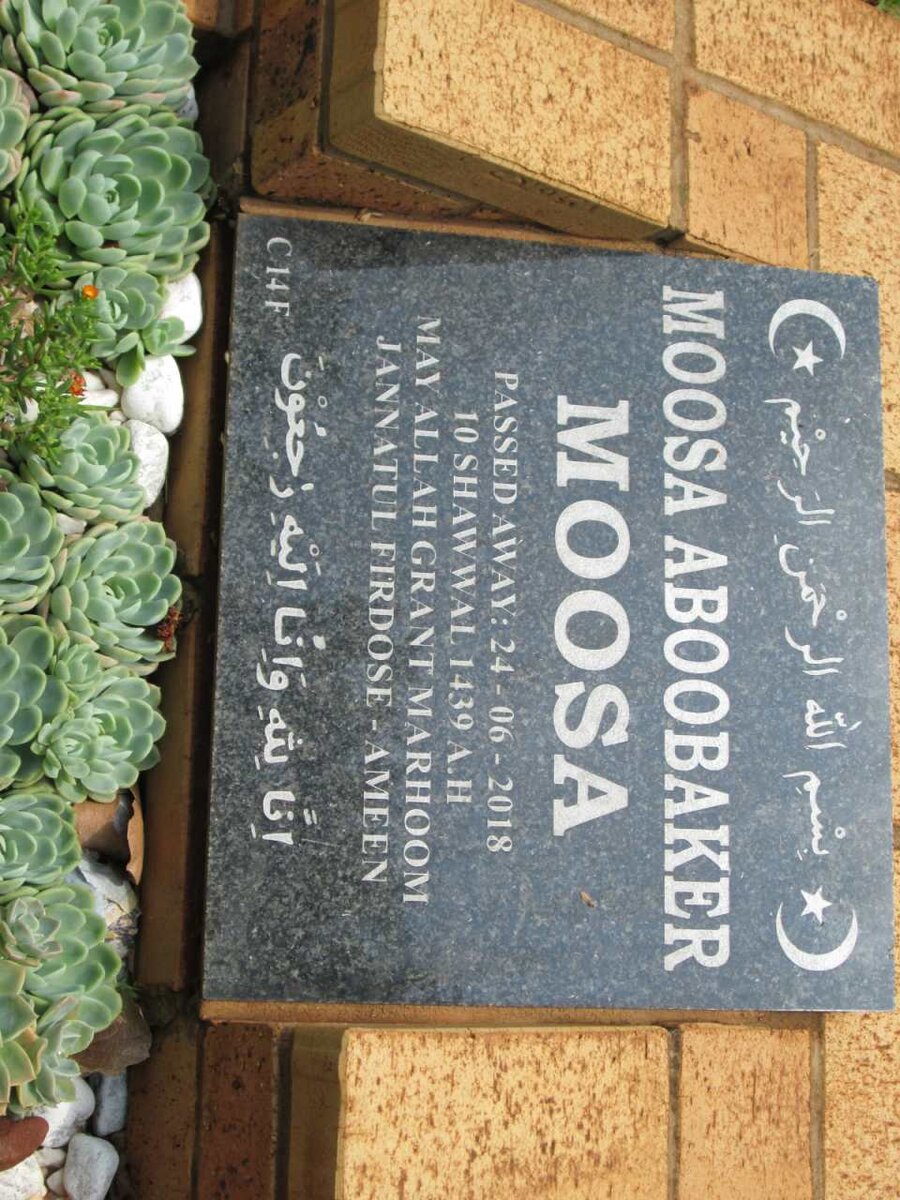 بِسْمِ اللّٰهِ الرَّحْمٰنِ الرَّحِيْمِ
MOOSA ABOOBAKER
MOOSA
PASSED AWAY: 24 - 06 - 2018
10 SHAWWAL 1439 A.H
MAY ALLAH GRANT MARHOOM
JANNATUL FIRDOSE - AMEEN
اِنَّا لِلّٰهِ وَاِنَّا اِلَيْهِ رٰجِعُوْنَ
C 14 F